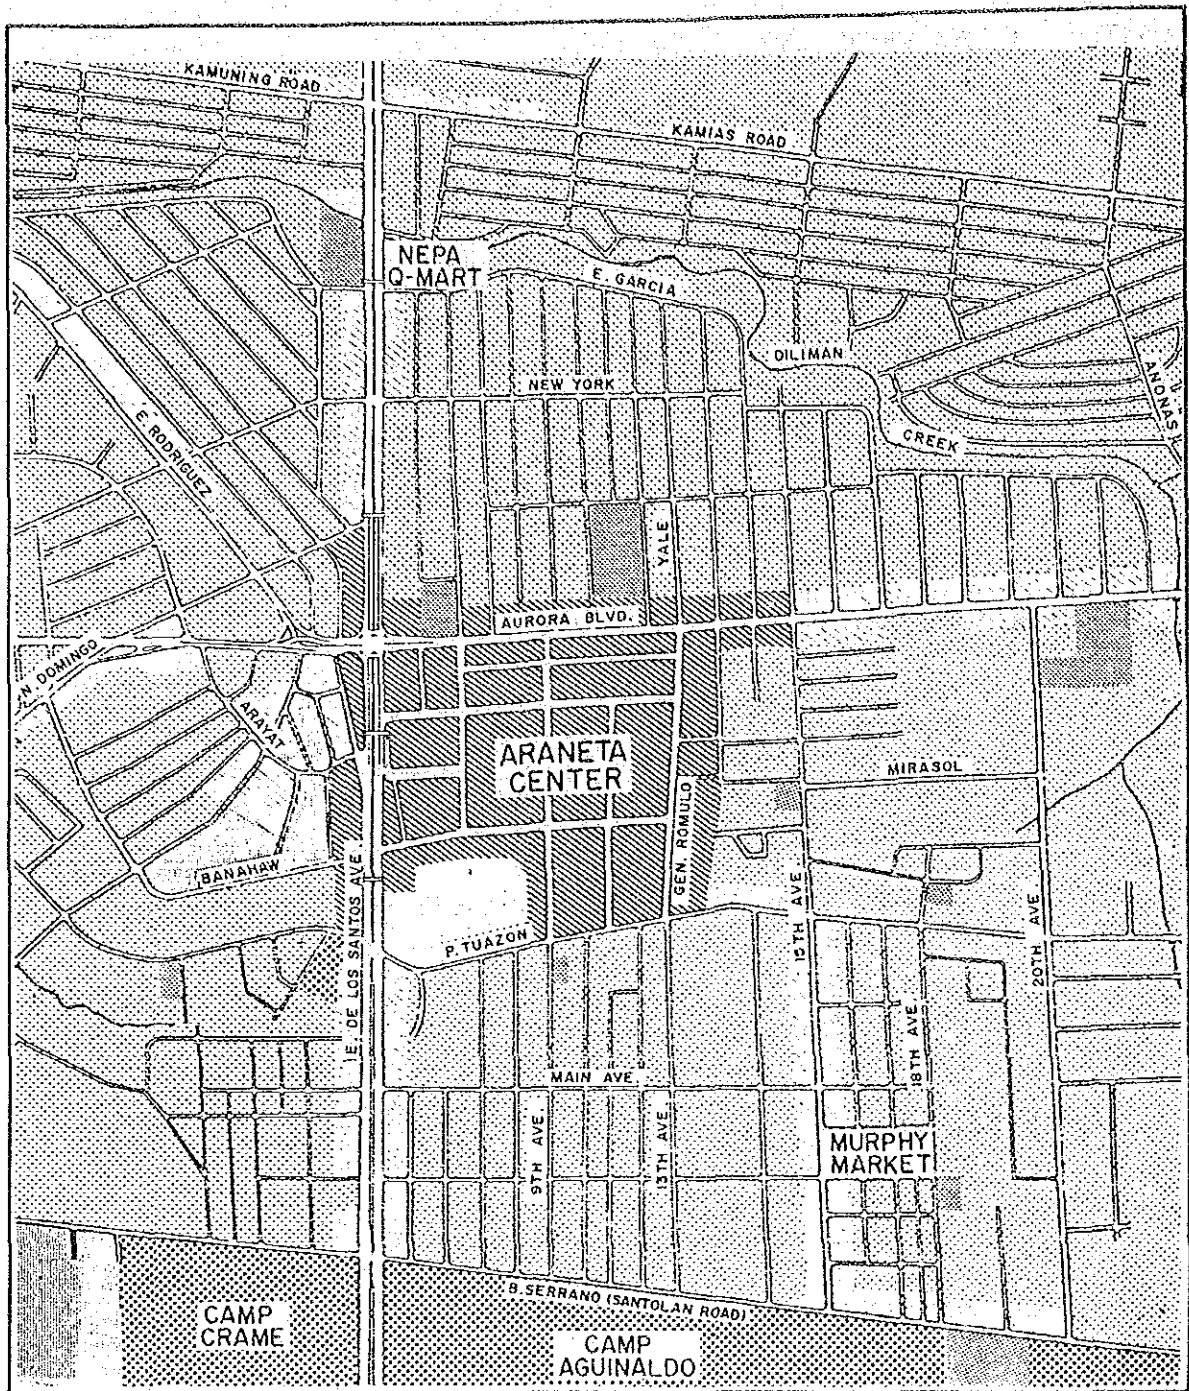 KAMUNING ROAD
KAMIAS ROAD
NEPA
Q-MART
E. GARCIA
DILIMAN
NEW YORK
ANONAS
E. RODRIGUEZ
CREEK
YALE
AURORA BLVD.
N DOMINGO
ARAYAT
ARANETA
CENTER
MIRASOL
GEN. ROMULO
BANAHAW
E. DE LOS SANTOS AVE.
P. TUAZON
15TH AVE.
20TH AVE
18TH AVE.
MAIN AVE
9TH AVE.
13TH AVE.
MURPHY
MARKET
B. SERRANO (SANTOLAN ROAD)
CAMP
CRAME
CAMP
AGUINALDO